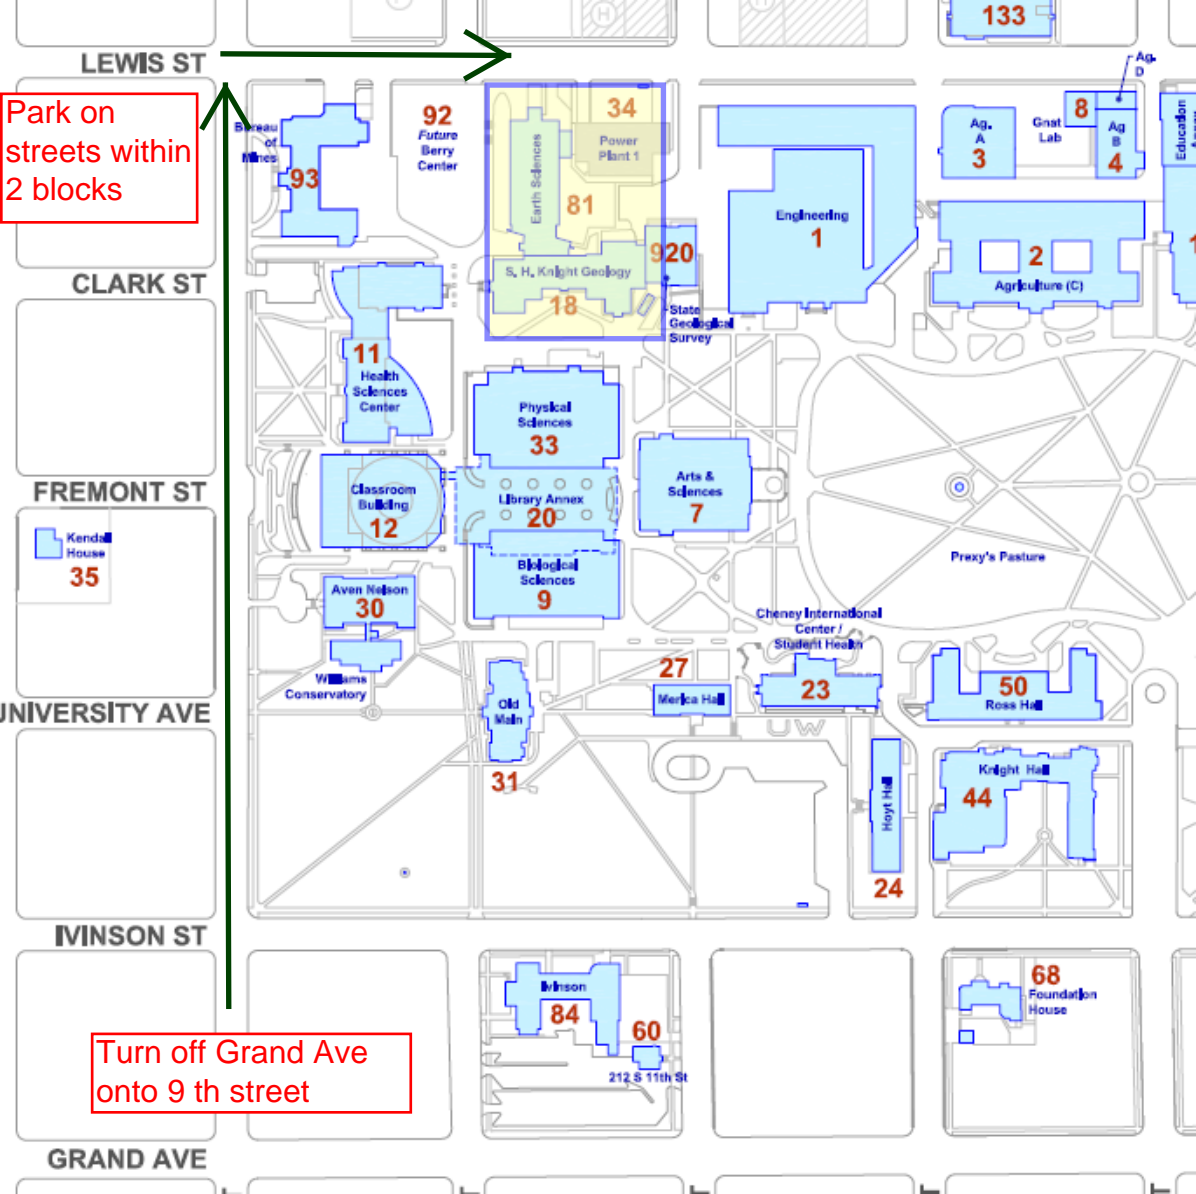 133
LEWIS ST
Ag.
D
Park on
streets within
2 blocks
Bureau
of
Mines
93
92
Future
Berry
Center
34
Power
Plant 1
Earth Sciences
81
S. H. Knight Geology
18
920
State
Geological
Survey
Engineering
1
Ag.
A
3
Gnat
Lab
8
Ag
B
4
Education
2
Agriculture (C)
CLARK ST
11
Health
Sciences
Center
Physical
Sciences
33
Arts &
Sciences
7
Classroom
Building
12
Library Annex
20
Biological
Sciences
9
FREMONT ST
Kendall
House
35
Prexy's Pasture
Aven Nelson
30
Williams
Conservatory
Old
Main
31
27
Merica Hall
Cheney International
Center /
Student Health
23
UW
50
Ross Hall
UNIVERSITY AVE
Hoyt Hall
24
Knight Hall
44
IVINSON ST
Ivinson
84
60
212 S 11th St
68
Foundation
House
Turn off Grand Ave
onto 9 th street
GRAND AVE